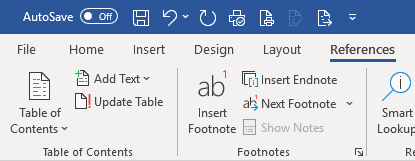 AutoSave Off
File Home Insert Design Layout References
Table of Contents
Add Text
Update Table
Table of Contents
ab1
Insert Footnote
Insert Endnote
ab1 Next Footnote
Show Notes
Footnotes
Smart Lookup